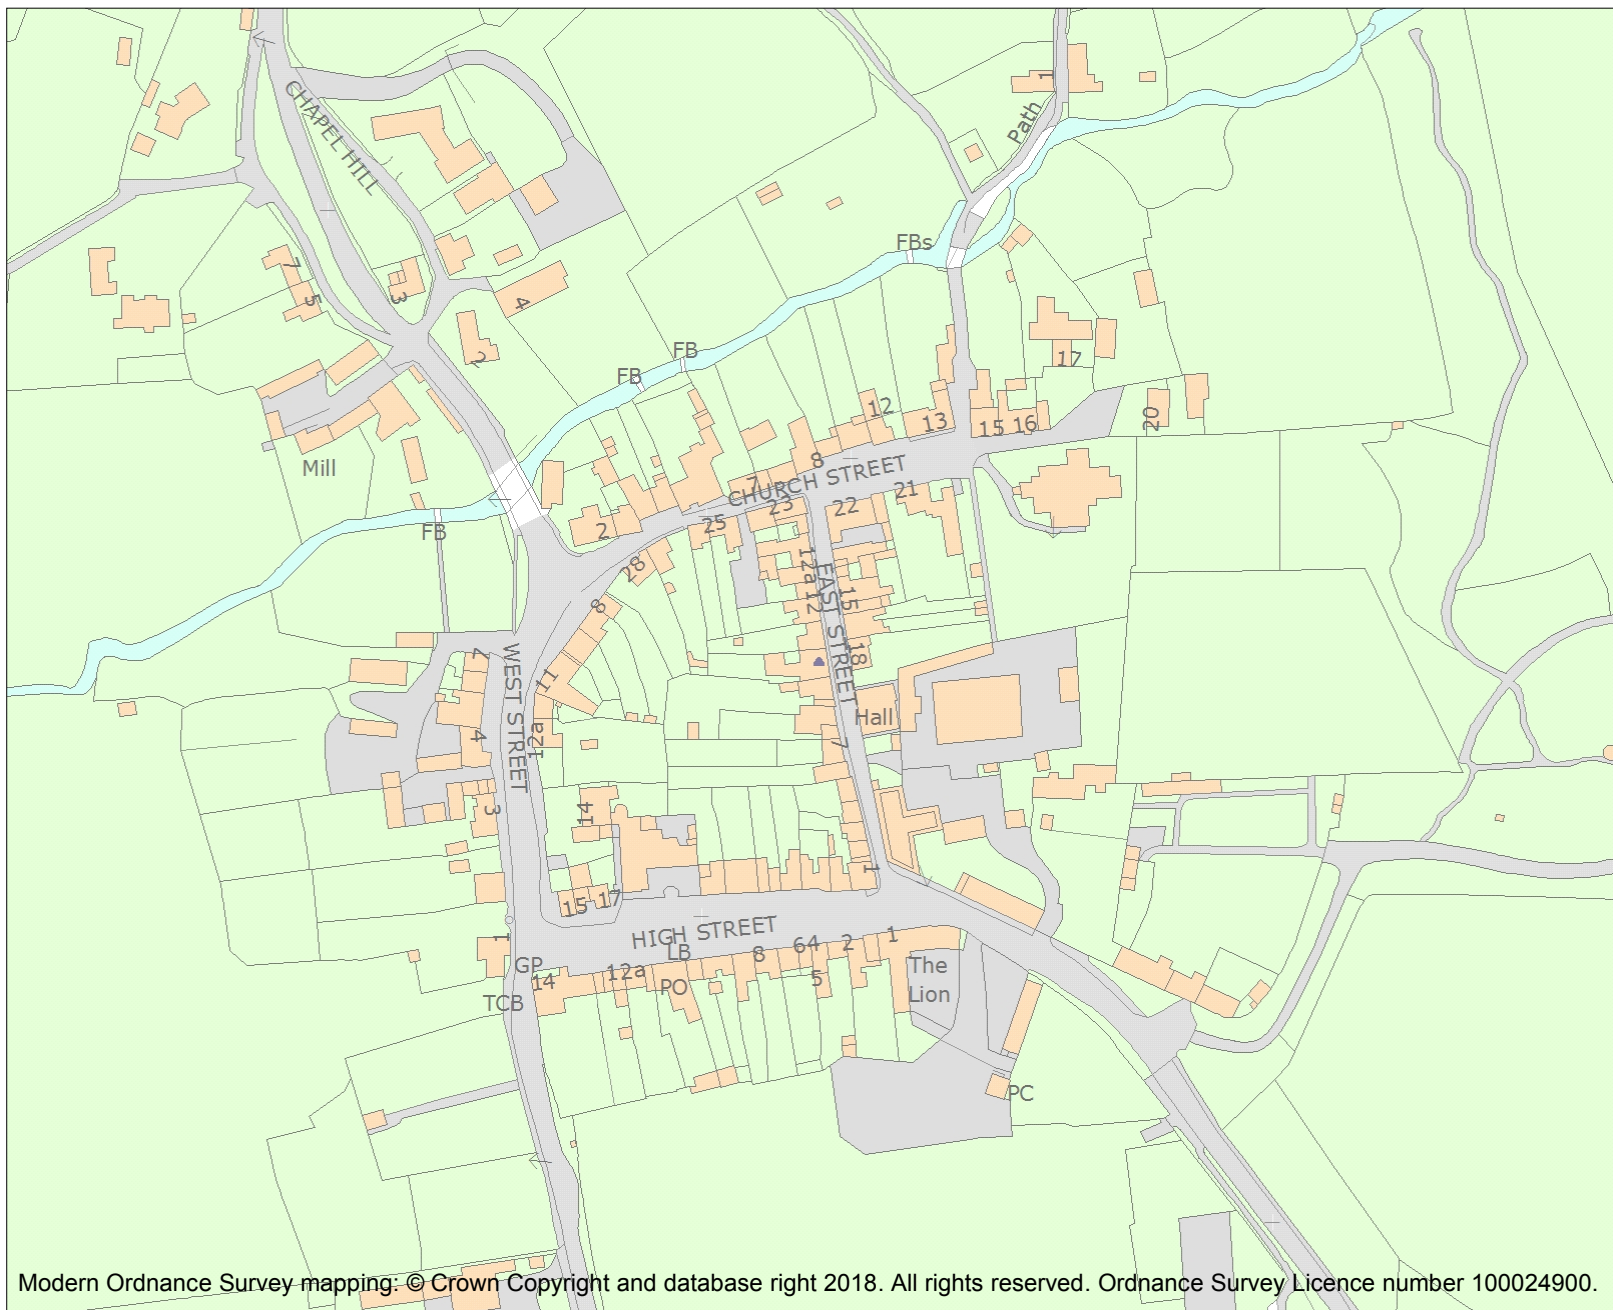 1
Path
CHAPEL HILL
FBs
7
5
3
4
2
FB
FB
17
12
13
15
16
20
8
7
CHURCH STREET
23
22
21
25
Mill
FB
2
28
12a
12
EAST STREET
15
18
8
11
7
WEST STREET
12a
4
3
Hall
7
14
1
15
17
HIGH STREET
LB
1
GP
14
TCB
12a
PO
8
64
5
2
1
The
Lion
PC
Modern Ordnance Survey mapping: © Crown Copyright and database right 2018. All rights reserved. Ordnance Survey Licence number 100024900.